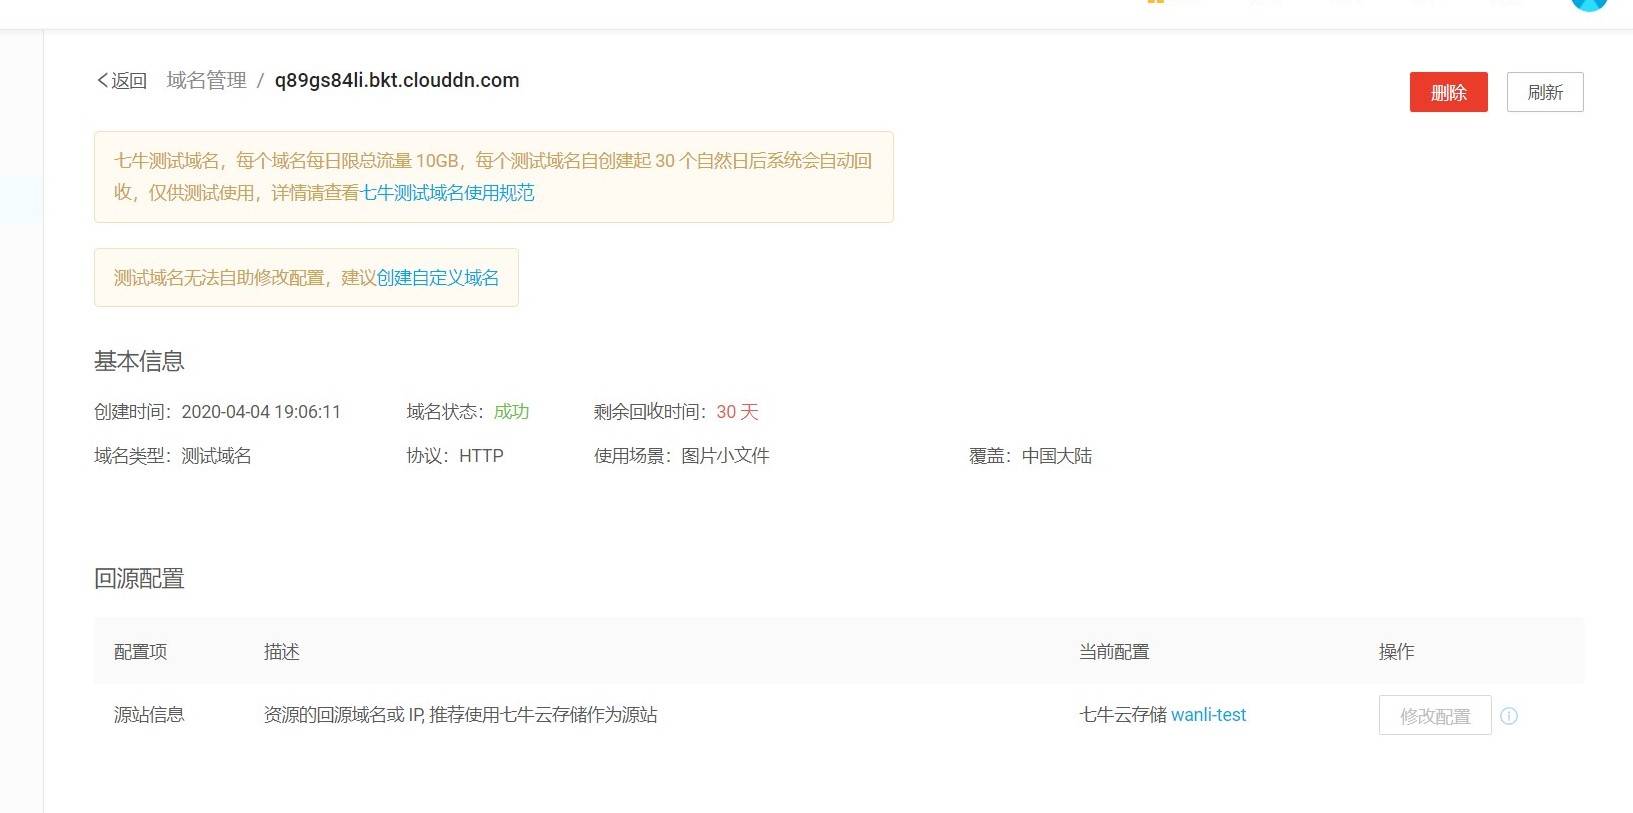 返回 域名管理 / q89gs84li.bkt.clouddn.com
删除 刷新
七牛测试域名，每个域名每日限总流量 10GB，每个测试域名自创建起 30 个自然日后系统会自动回
收，仅供测试使用，详情请查看七牛测试域名使用规范
测试域名无法自助修改配置，建议创建自定义域名
基本信息
创建时间：2020-04-04 19:06:11 域名状态：成功 剩余回收时间：30 天
域名类型：测试域名 协议：HTTP 使用场景：图片小文件 覆盖：中国大陆
回源配置
配置项 描述 当前配置 操作
源站信息 资源的回源域名或 IP, 推荐使用七牛云存储作为源站 七牛云存储 wanli-test 修改配置